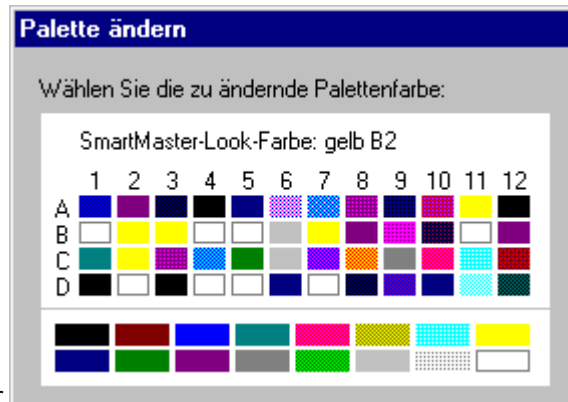 Palette ändern
Wählen Sie die zu ändernde Palettenfarbe:
SmartMaster-Look-Farbe: gelb B2
1 2 3 4 5 6 7 8 9 10 11 12
A
B
C
D